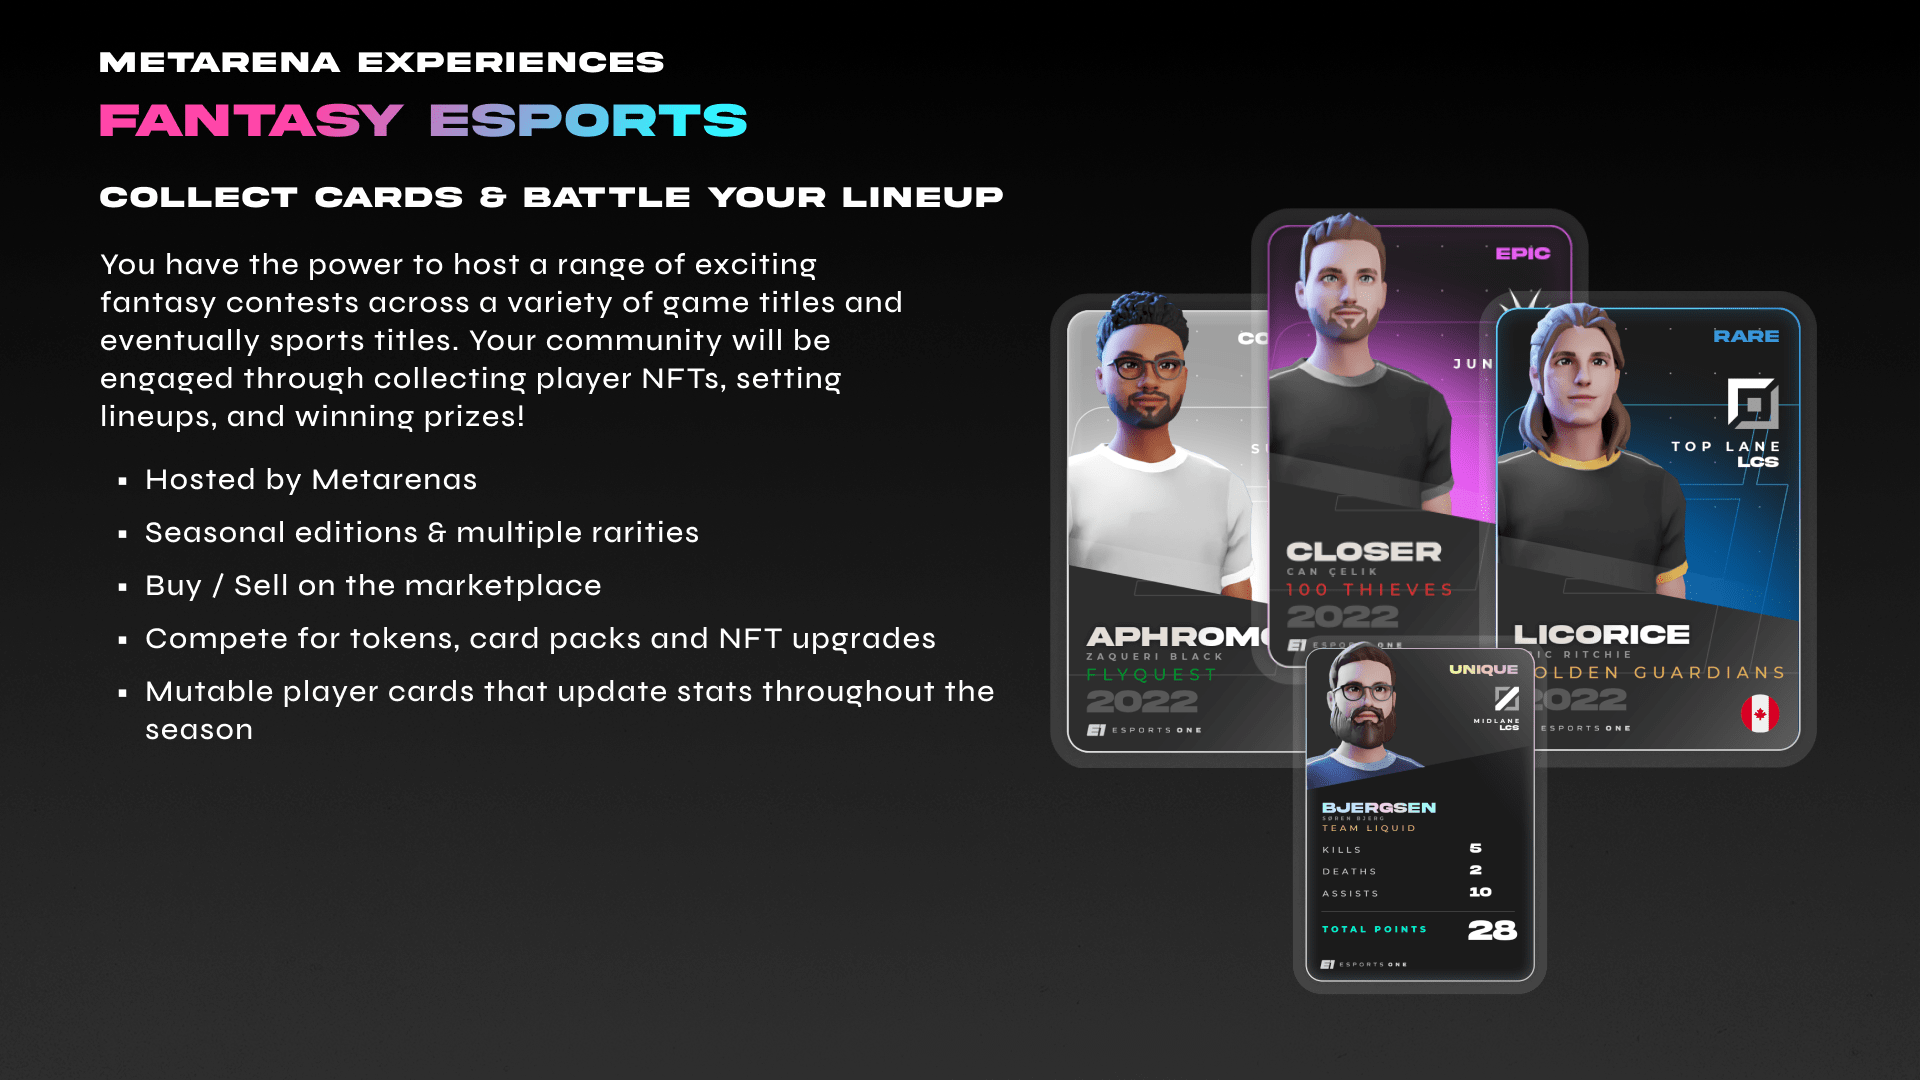 METARENA EXPERIENCES
FANTASY ESPORTS
COLLECT CARDS & BATTLE YOUR LINEUP
You have the power to host a range of exciting
fantasy contests across a variety of game titles and
eventually sports titles. Your community will be
engaged through collecting player NFTs, setting
lineups, and winning prizes!
▪ Hosted by Metarenas
▪ Seasonal editions & multiple rarities
▪ Buy / Sell on the marketplace
▪ Compete for tokens, card packs and NFT upgrades
▪ Mutable player cards that update stats throughout the
season
ZAQUERI BLACK
FLYQUEST
2022
E1 ESPORTS ONE
EPIC
JUN
CLOSER
CAN ÇELIK
100 THIEVES
2022
E1
RARE
TOP LANE
LCS
LICORICE
RITCHIE
GUARDIANS
2022
ESPORTS ONE
UNIQUE
MIDLANE
LCS
BJERGSEN
SØREN BJERG
TEAM LIQUID
KILLS 5
DEATHS 2
ASSISTS 10
TOTAL POINTS 28
E1 ESPORTS ONE